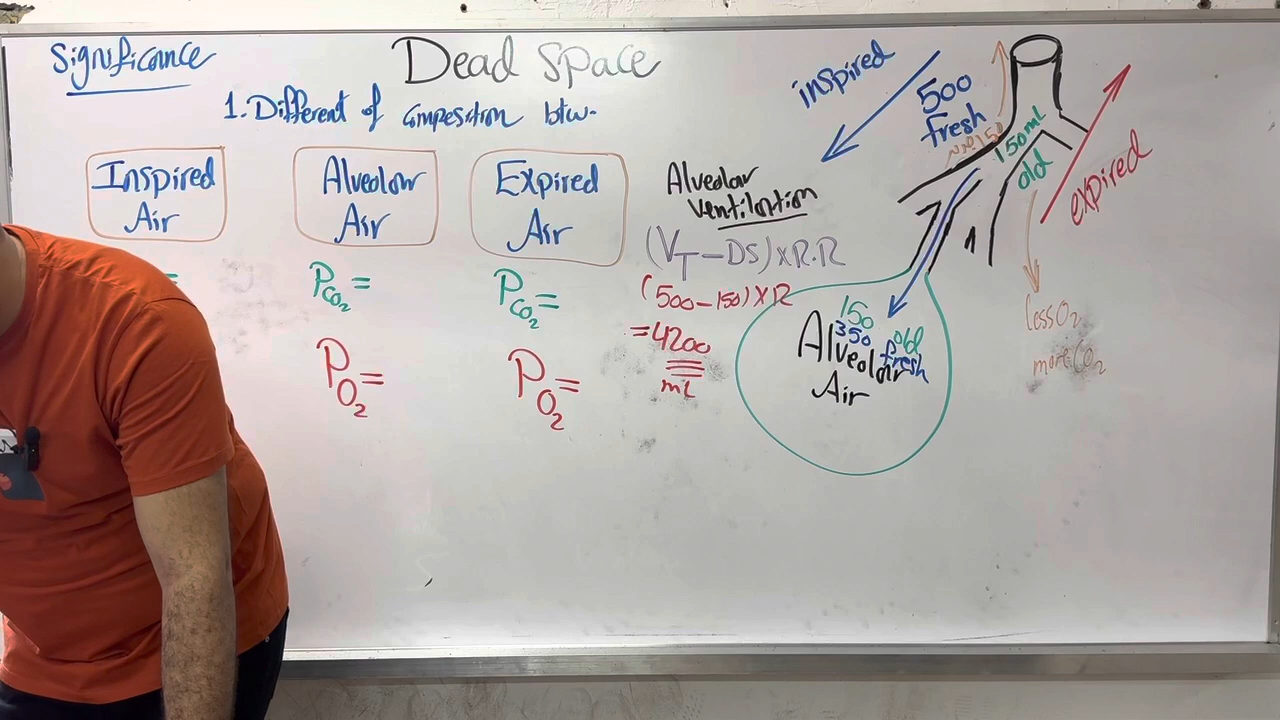 Significance
Dead Space
1. Different of composition btw.
Inspired
Air
Alveolar
Air
Expired
Air
PCO2=
PO2=
PCO2=
PO2=
Alveolar
ventilation
(VT-DS)×R.R
(500-150)×R
=4200
ml
inspired
500
fresh
150
150ml
old
expired
less O2
more CO2
150 old
350 fresh
Alveolar
Air